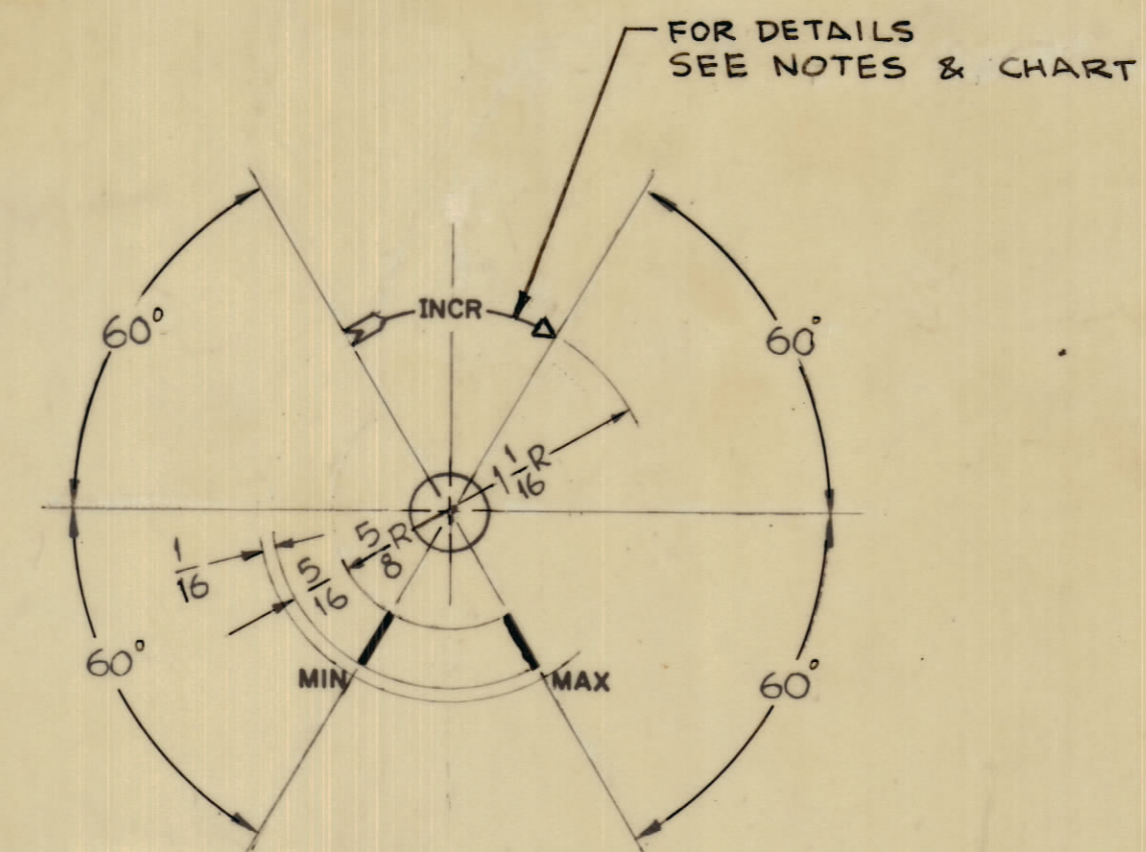 FOR DETAILS
SEE NOTES & CHART
INCR
60°
60°
1 1/16 R
5/8 R
1/16
5/16
60°
60°
MIN
MAX